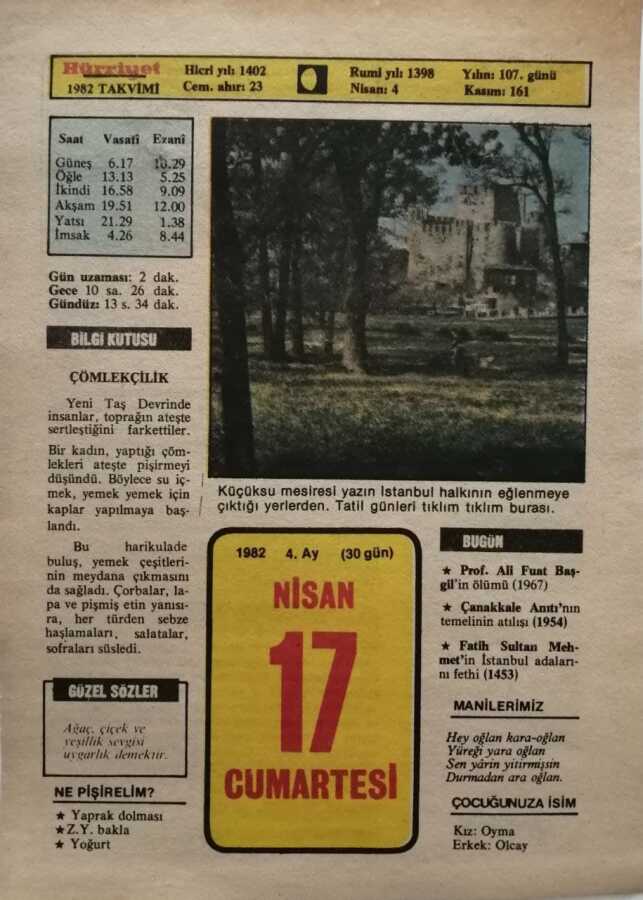 Hürriyet
1982 TAKVİMİ
Hicri yıl: 1402
Cem. ahır: 23
Rumi yıl: 1398
Nisan: 4
Yılın: 107. günü
Kasım: 161
Saat Vasati Ezanî
Güneş 6.17 10.29
Öğle 13.13 5.25
İkindi 16.58 9.09
Akşam 19.51 12.00
Yatsı 21.29 1.38
İmsak 4.26 8.44
Gün uzaması: 2 dak.
Gece 10 sa. 26 dak.
Gündüz: 13 s. 34 dak.
BİLGİ KUTUSU
ÇÖMLEKÇİLİK
Yeni Taş Devrinde
insanlar, toprağın ateşte
sertleştiğini farkettiler.
Bir kadın, yaptığı çöm-
lekleri ateşte pişirmeyi
düşündü. Böylece su iç-
mek, yemek yemek için
kaplar yapılmaya baş-
landı.
Bu harikulade
buluş, yemek çeşitleri-
nin meydana çıkmasını
da sağladı. Çorbalar, la-
pa ve pişmiş etin yanısı-
ra, her türden sebze
haşlamaları, salatalar,
sofraları süsledi.
GÜZEL SÖZLER
Ağaç, çiçek ve
yeşillik sevgisi
uygarlık demektir.
NE PİŞİRELİM?
★ Yaprak dolması
★ Z.Y. bakla
★ Yoğurt
Küçüksu mesiresi yazın İstanbul halkının eğlenmeye
çıktığı yerlerden. Tatil günleri tıklım tıklım burası.
1982 4. Ay (30 gün)
NİSAN
17
CUMARTESİ
BUGÜN
★ Prof. Ali Fuat Baş-
gil'in ölümü (1967)
★ Çanakkale Anıtı'nın
temelinin atılışı (1954)
★ Fatih Sultan Meh-
met'in İstanbul adaları-
nı fethi (1453)
MANİLERİMİZ
Hey oğlan kara-oğlan
Yüreği yara oğlan
Sen yârin yitirmişsin
Durmadan ara oğlan.
ÇOCUĞUNUZA İSİM
Kız: Oyma
Erkek: Olcay